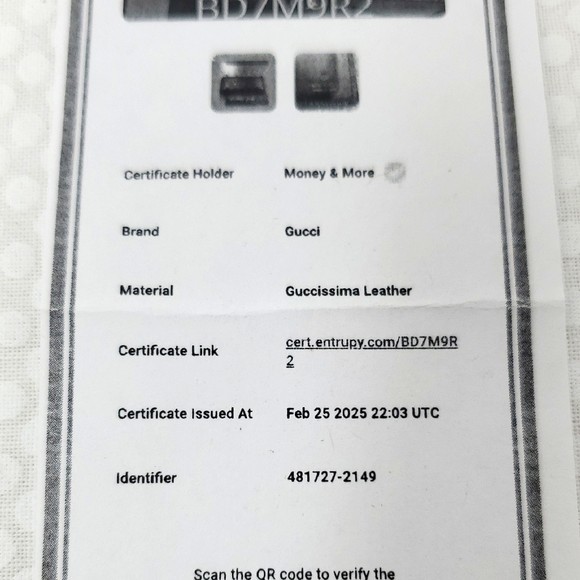 BD7M9R2
Certificate Holder Money & More
Brand Gucci
Material Guccissima Leather
Certificate Link cert.entrupy.com/BD7M9R
2
Certificate Issued At Feb 25 2025 22:03 UTC
Identifier 481727-2149
Scan the QR code to verify the